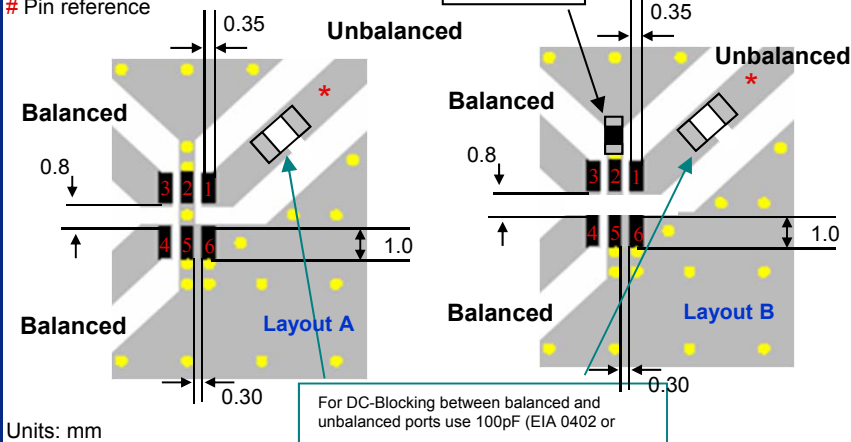 # Pin reference
0.35
Unbalanced
*
Balanced
0.8
3 2 1
4 5 6
1.0
Balanced
Layout A
0.30
0.35
Unbalanced
*
Balanced
0.8
3 2 1
4 5 6
1.0
Balanced
Layout B
0.30
For DC-Blocking between balanced and
unbalanced ports use 100pF (EIA 0402 or
Units: mm